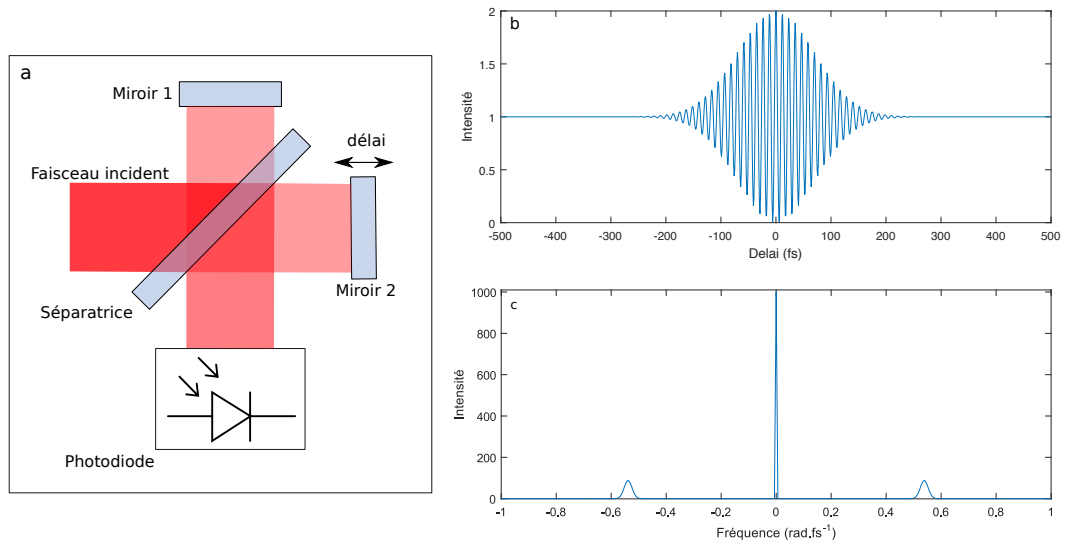 a
Miroir 1
délai
Faisceau incident
Miroir 2
Séparatrice
Photodiode
b
2
1.5
1
0.5
0
Intensité
-500 -400 -300 -200 -100 0 100 200 300 400 500
Delai (fs)
c
1000
800
600
400
200
0
Intensité
-1 -0.8 -0.6 -0.4 -0.2 0 0.2 0.4 0.6 0.8 1
Fréquence (rad.fs⁻¹)